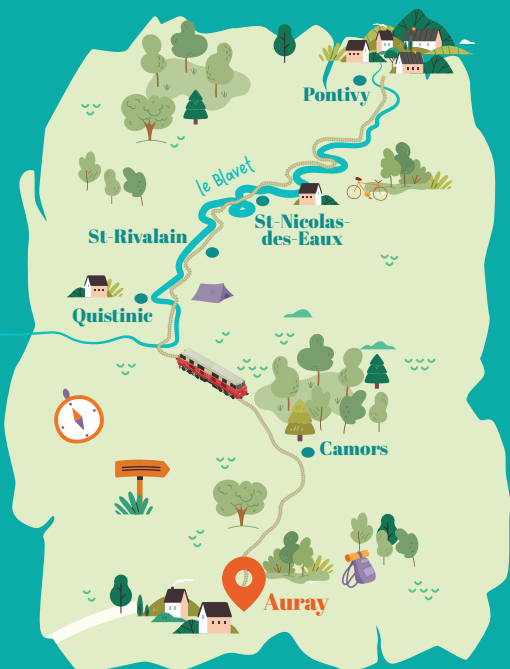 Pontivy
le Blavet
St-Nicolas-
des-Eaux
St-Rivalain
Quistinic
Camors
Auray